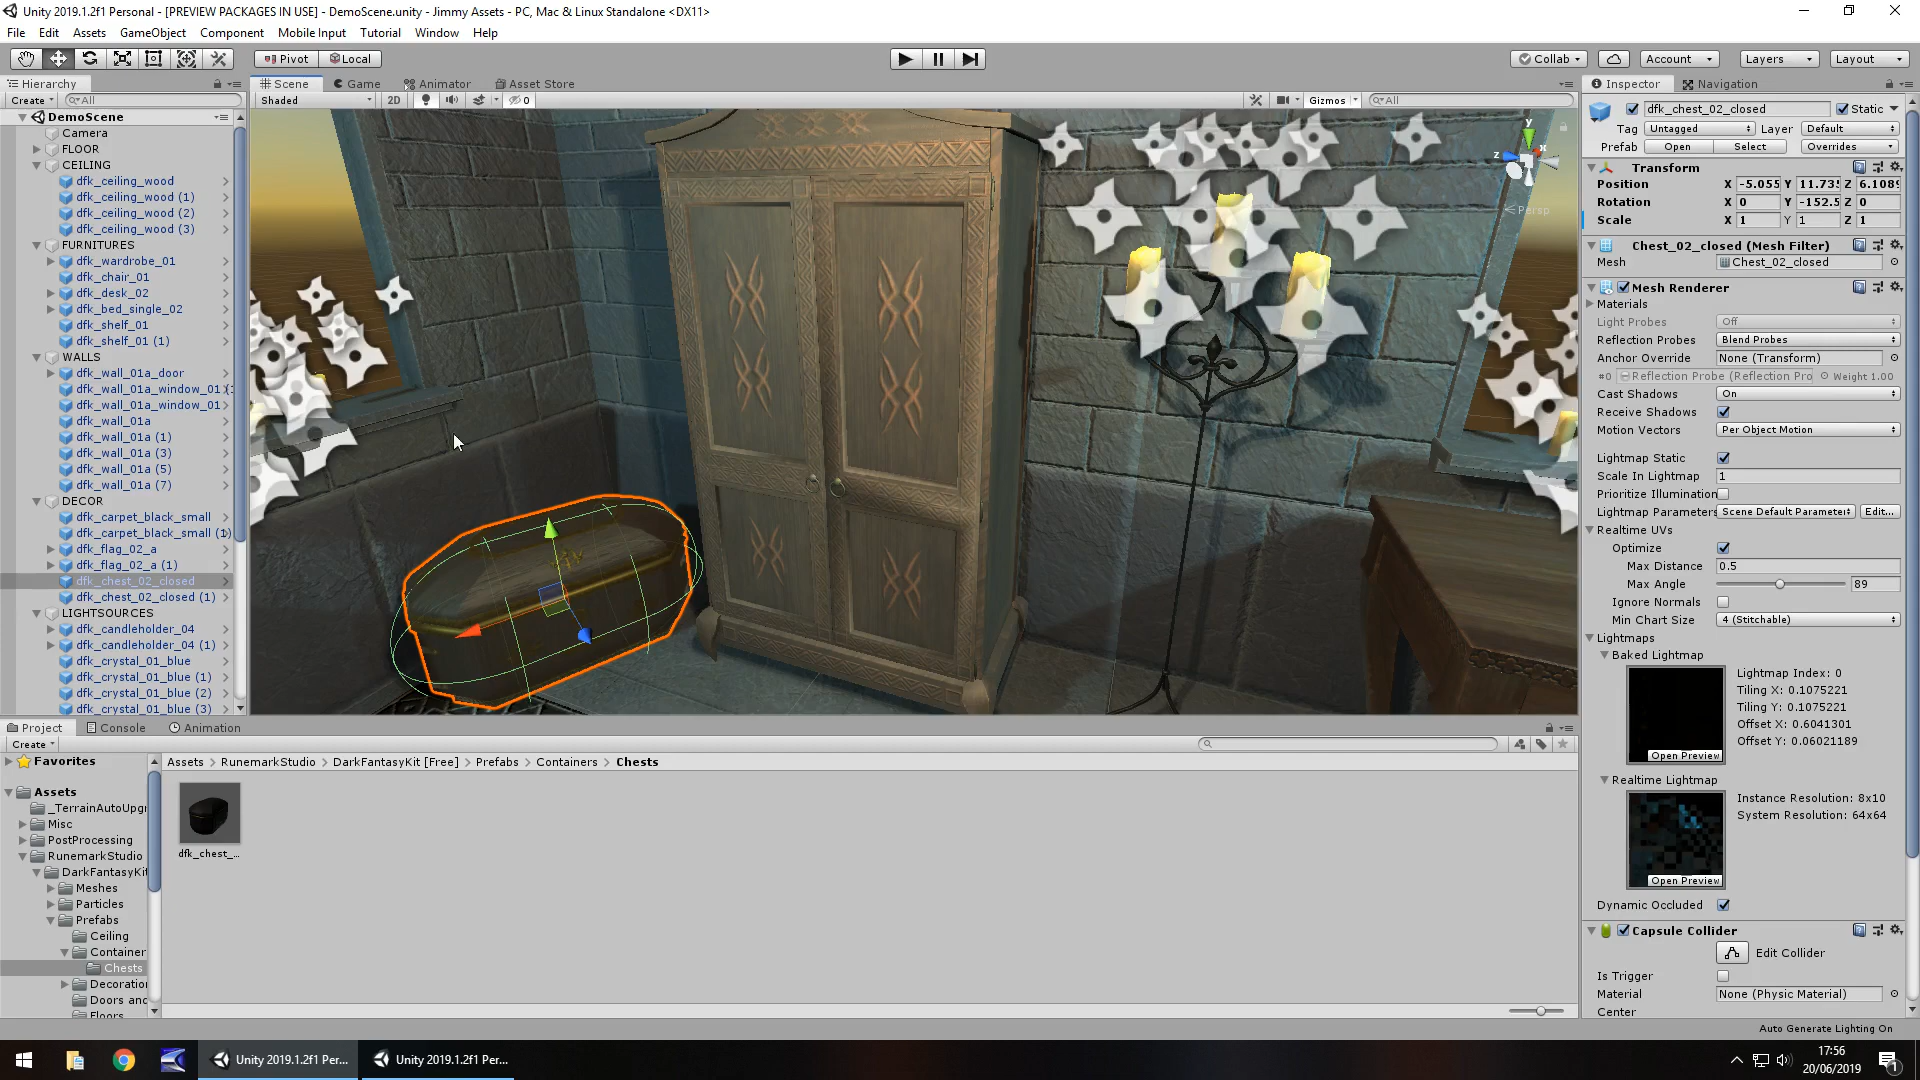 Unity 2019.1.2f1 Personal - [PREVIEW PACKAGES IN USE] - DemoScene.unity - Jimmy Assets - PC, Mac & Linux Standalone <DX11>
File Edit Assets GameObject Component Mobile Input Tutorial Window Help
Pivot Local Collab Account Layers Layout
Hierarchy
Create All
DemoScene
Camera
FLOOR
CEILING
dfk_ceiling_wood
dfk_ceiling_wood (1)
dfk_ceiling_wood (2)
dfk_ceiling_wood (3)
FURNITURES
dfk_wardrobe_01
dfk_chair_01
dfk_desk_02
dfk_bed_single_02
dfk_shelf_01
dfk_shelf_01 (1)
WALLS
dfk_wall_01a_door
dfk_wall_01a_window_01
dfk_wall_01a_window_01
dfk_wall_01a
dfk_wall_01a (1)
dfk_wall_01a (3)
dfk_wall_01a (5)
dfk_wall_01a (7)
DECOR
dfk_carpet_black_small
dfk_carpet_black_small (1)
dfk_flag_02_a
dfk_flag_02_a (1)
dfk_chest_02_closed
dfk_chest_02_closed (1)
LIGHTSOURCES
dfk_candleholder_04
dfk_candleholder_04 (1)
dfk_crystal_01_blue
dfk_crystal_01_blue (1)
dfk_crystal_01_blue (2)
dfk_crystal_01_blue (3)
Scene Game Animator Asset Store
Shaded 2D 0 Gizmos All
y
x
z
Persp
Inspector Navigation
dfk_chest_02_closed Static
Tag Untagged Layer Default
Prefab Open Select Overrides
Transform
Position X -5.055 Y 11.73 Z 6.1089
Rotation X 0 Y -152.5 Z 0
Scale X 1 Y 1 Z 1
Chest_02_closed (Mesh Filter)
Mesh Chest_02_closed
Mesh Renderer
Materials
Light Probes Off
Reflection Probes Blend Probes
Anchor Override None (Transform)
#0 Reflection Probe (Reflection Pro Weight 1.00
Cast Shadows On
Receive Shadows
Motion Vectors Per Object Motion
Lightmap Static
Scale In Lightmap 1
Prioritize Illumination
Lightmap Parameters Scene Default Parameter Edit...
Realtime UVs
Optimize
Max Distance 0.5
Max Angle 89
Ignore Normals
Min Chart Size 4 (Stitchable)
Lightmaps
Baked Lightmap
Lightmap Index: 0
Tiling X: 0.1075221
Tiling Y: 0.1075221
Offset X: 0.6041301
Offset Y: 0.06021189
Open Preview
Realtime Lightmap
Instance Resolution: 8x10
System Resolution: 64x64
Open Preview
Dynamic Occluded
Capsule Collider
Edit Collider
Is Trigger
Material None (Physic Material)
Center
Project Console Animation
Create
Favorites
Assets
_TerrainAutoUpgr
Misc
PostProcessing
RunemarkStudio
DarkFantasyKit
Meshes
Particles
Prefabs
Ceiling
Container
Chests
Decoration
Doors and
Floors
Assets > RunemarkStudio > DarkFantasyKit [Free] > Prefabs > Containers > Chests
dfk_chest_...
Auto Generate Lighting On
Unity 2019.1.2f1 Per...
Unity 2019.1.2f1 Per...
17:56
20/06/2019
1